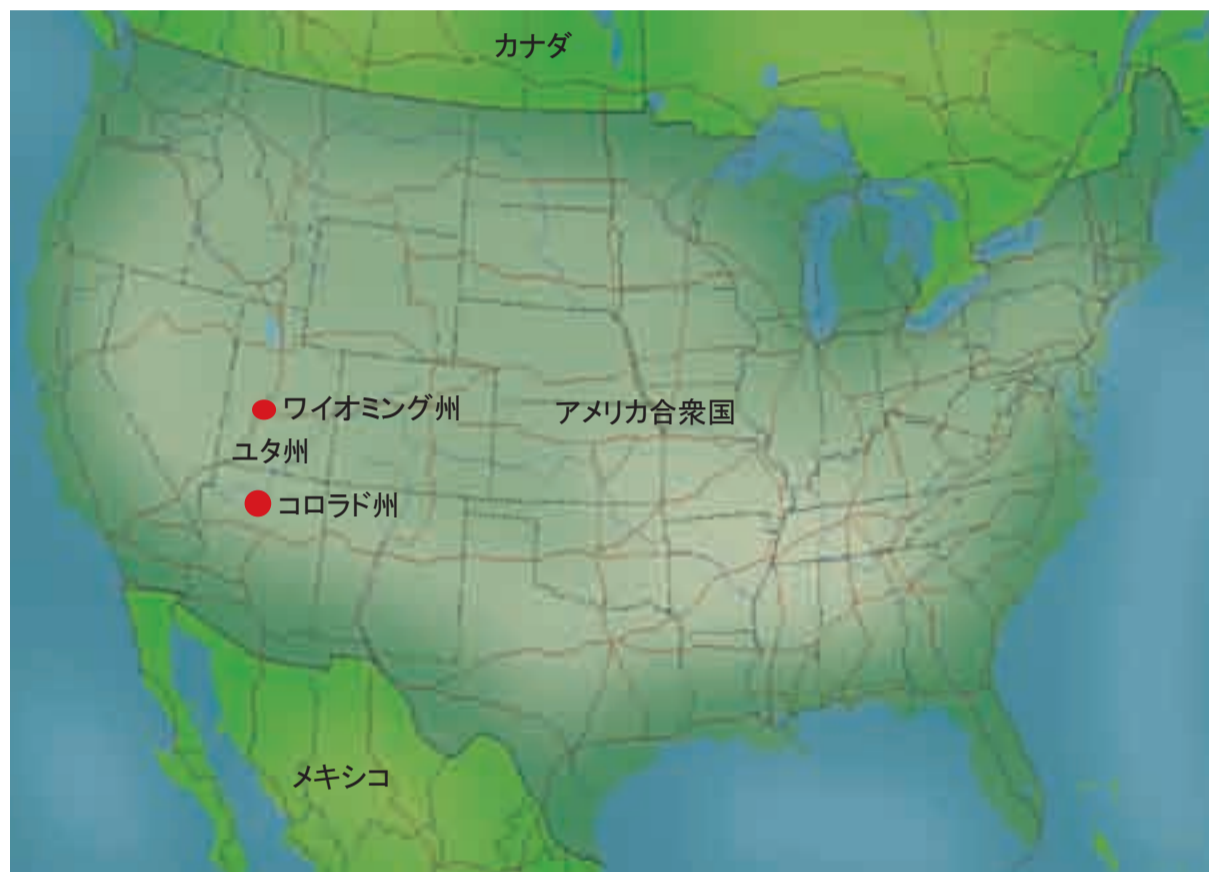 カナダ
ワイオミング州
アメリカ合衆国
ユタ州
コロラド州
メキシコ